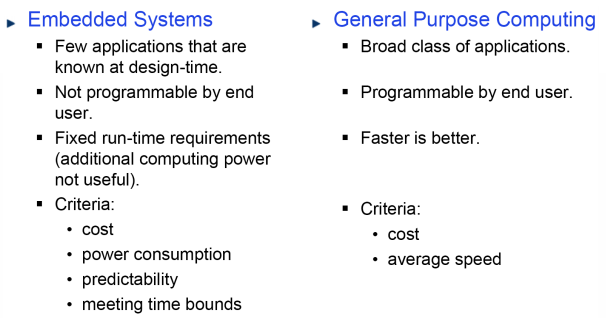 Embedded Systems
Few applications that are
known at design-time.
Not programmable by end
user.
Fixed run-time requirements
(additional computing power
not useful).
Criteria:
cost
power consumption
predictability
meeting time bounds
General Purpose Computing
Broad class of applications.
Programmable by end user.
Faster is better.
Criteria:
cost
average speed